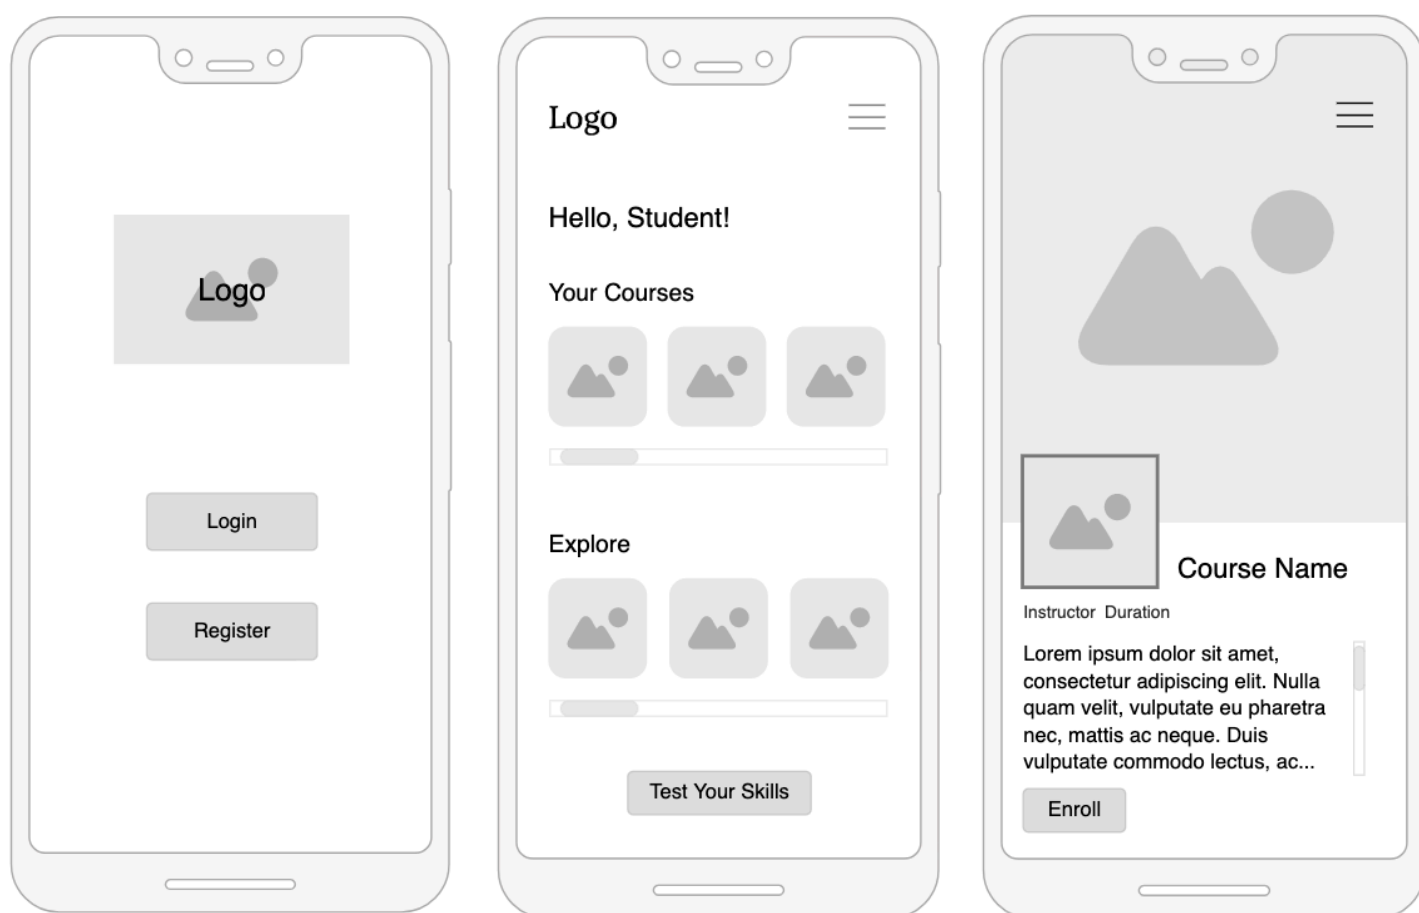 Logo
Login
Register
Logo
Hello, Student!
Your Courses
Explore
Test Your Skills
Course Name
Instructor Duration
Lorem ipsum dolor sit amet,
consectetur adipiscing elit. Nulla
quam velit, vulputate eu pharetra
nec, mattis ac neque. Duis
vulputate commodo lectus, ac...
Enroll